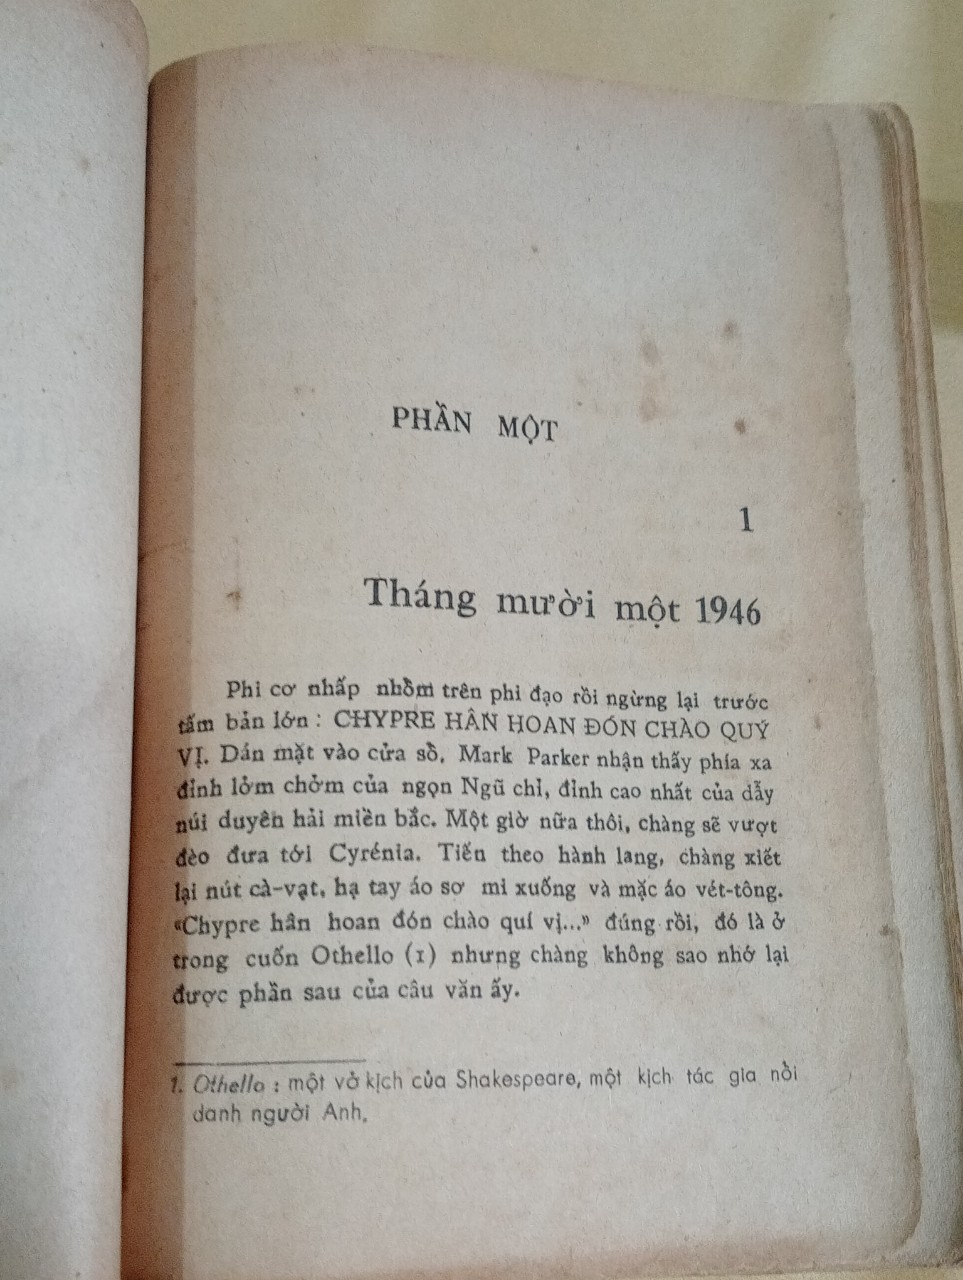 PHẦN MỘT
1
Tháng mười một 1946
Phi cơ nhấp nhồm trên phi đạo rồi ngừng lại trước
tấm bản lớn : CHYPRE HÂN HOAN ĐÓN CHÀO QUÝ
VỊ. Dán mặt vào cửa sổ, Mark Parker nhận thấy phía xa
đỉnh lởm chởm của ngọn Ngũ chỉ, đỉnh cao nhất của dẫy
núi duyên hải miền bắc. Một giờ nữa thôi, chàng sẽ vượt
đèo đưa tới Cyrénia. Tiến theo hành lang, chàng xiết
lại nút cà-vạt, hạ tay áo sơ mi xuống và mặc áo vét-tông.
«Chypre hân hoan đón chào quí vị...» đúng rồi, đó là ở
trong cuốn Othello (1) nhưng chàng không sao nhớ lại
được phần sau của câu văn ấy.
1. Othello : một vở kịch của Shakespeare, một kịch tác gia nổi
danh người Anh.